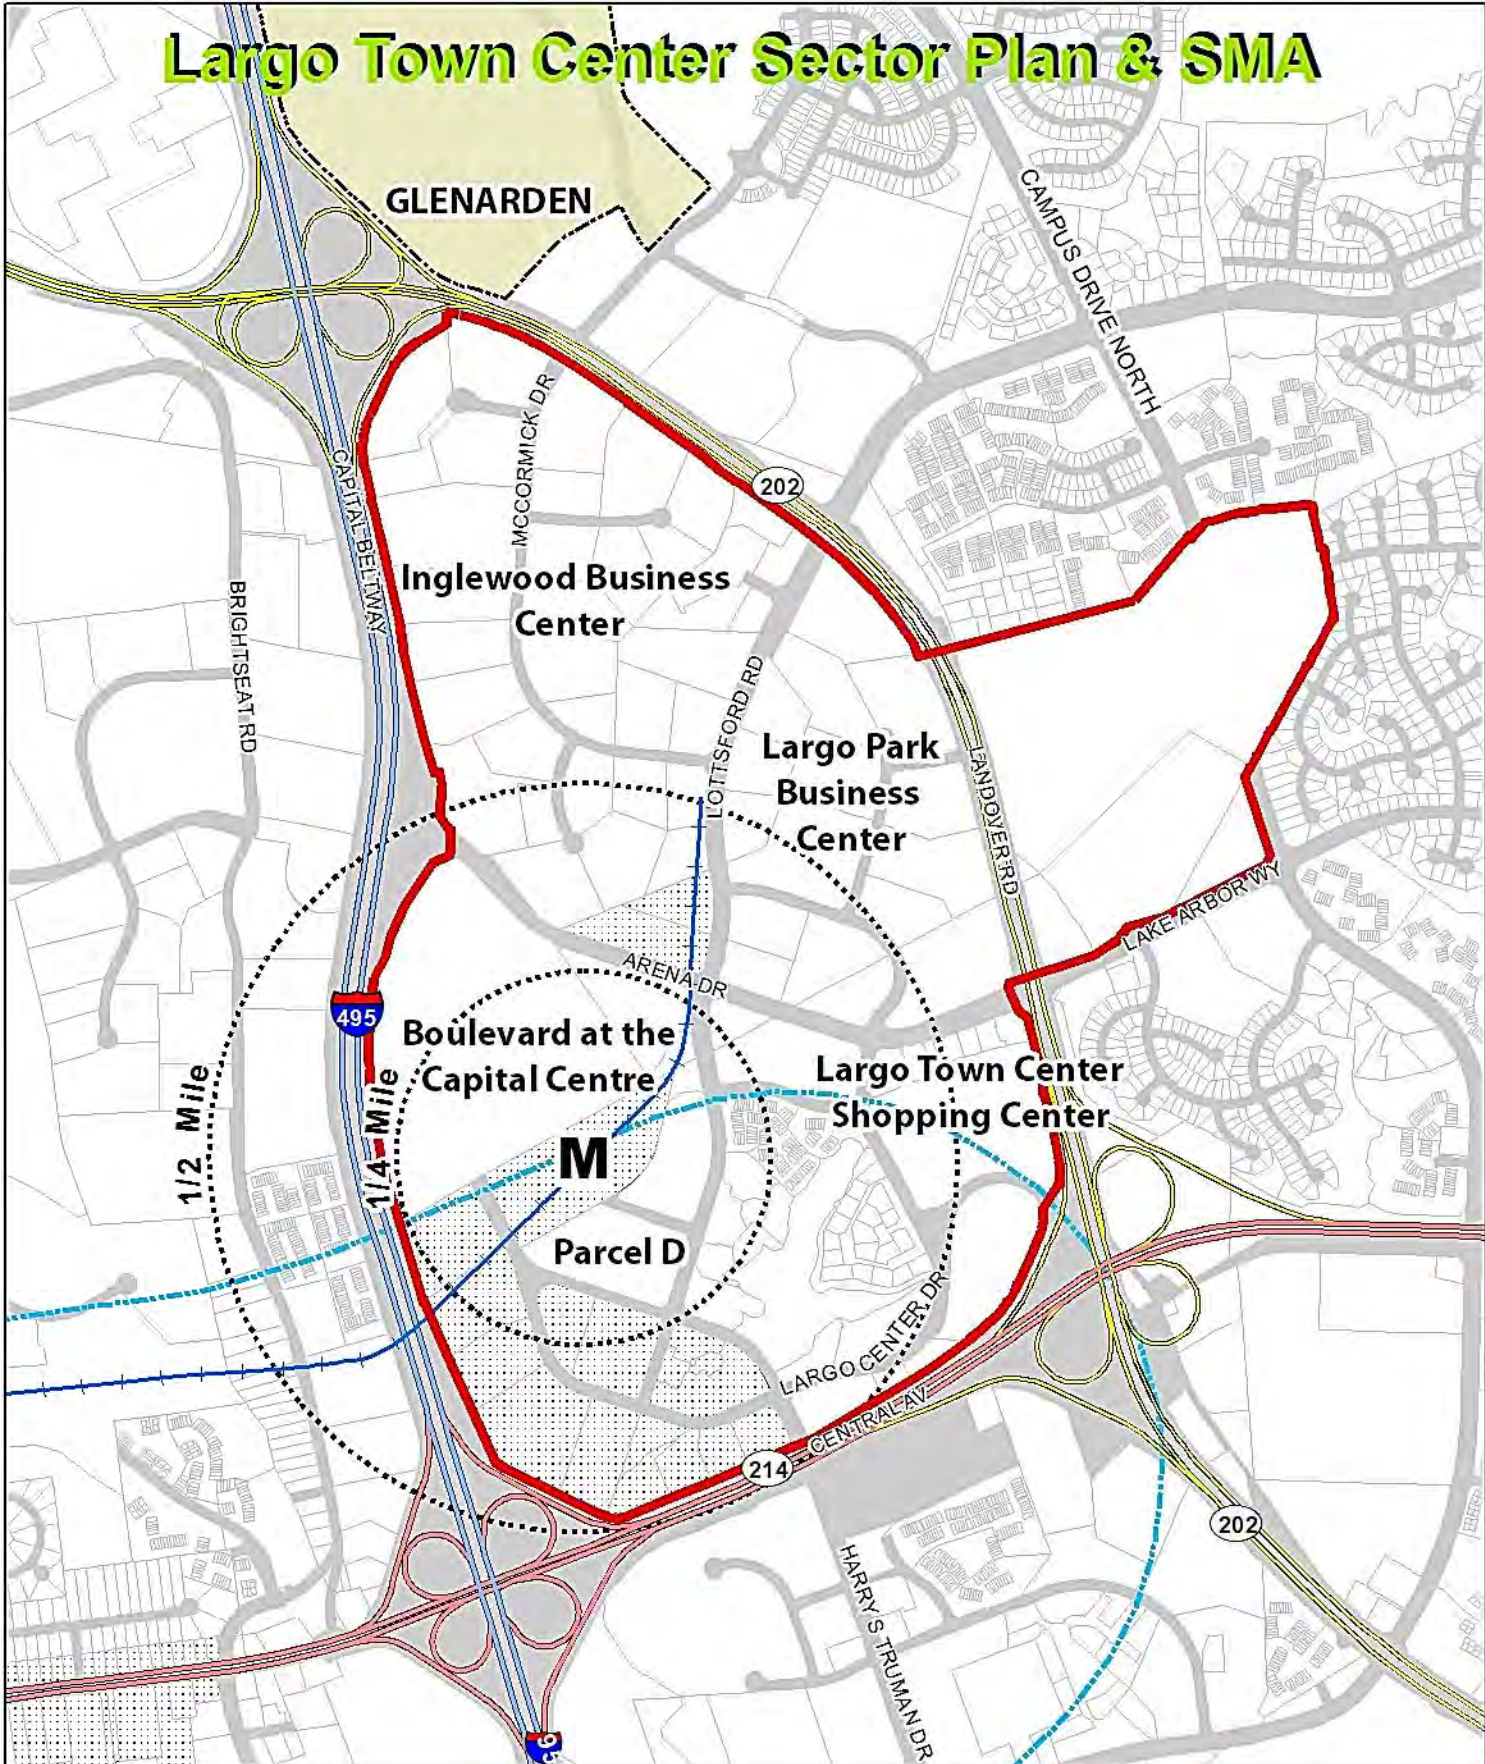 Largo Town Center Sector Plan & SMA
GLENARDEN
CAMPUS DRIVE NORTH
MCCORMICK DR
CAPITAL BELTWAY
202
Inglewood Business
Center
BRIGHTSEAT RD
LOTTSFORD RD
Largo Park
Business
Center
LANDOVER RD
LAKE ARBOR WY
ARENA DR
495
Boulevard at the
Capital Centre
Largo Town Center
Shopping Center
1/2 Mile
1/4 Mile
M
Parcel D
LARGO CENTER DR
CENTRAL AV
214
202
HARRY S TRUMAN DR
95